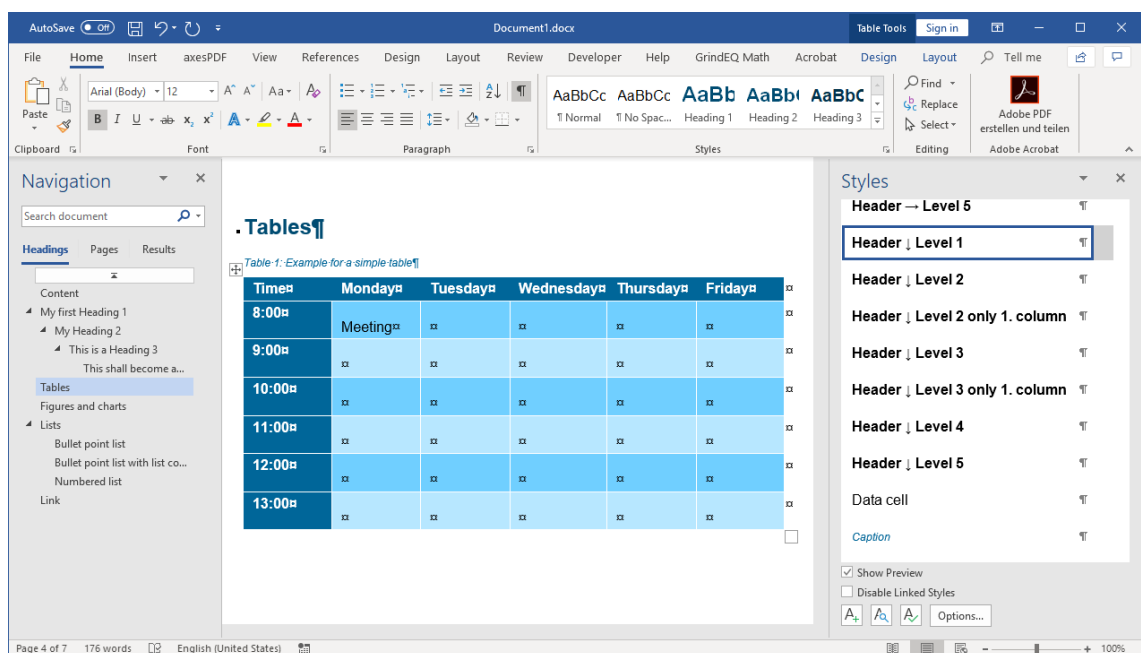 AutoSave Off Document1.docx Table Tools Sign in
File Home Insert axesPDF View References Design Layout Review Developer Help GrindEQ Math Acrobat Design Layout Tell me
Paste
Clipboard
Arial (Body) 12
B I U ab x₂ x²
Font
Paragraph
AaBbCc AaBbCc AaBb AaBb AaBbC
¶ Normal ¶ No Spac... Heading 1 Heading 2 Heading 3
Styles
Find
Replace
Select
Editing
Adobe PDF
erstellen und teilen
Adobe Acrobat
Navigation
Search document
Headings Pages Results
Content
My first Heading 1
My Heading 2
This is a Heading 3
This shall become a...
Tables
Figures and charts
Lists
Bullet point list
Bullet point list with list co...
Numbered list
Link
Tables¶
Table·1:·Example·for·a·simple·table¶
Time¤ Monday¤ Tuesday¤ Wednesday¤ Thursday¤ Friday¤ ¤
8:00¤ Meeting¤ ¤ ¤ ¤ ¤ ¤
9:00¤ ¤ ¤ ¤ ¤ ¤ ¤
10:00¤ ¤ ¤ ¤ ¤ ¤ ¤
11:00¤ ¤ ¤ ¤ ¤ ¤ ¤
12:00¤ ¤ ¤ ¤ ¤ ¤ ¤
13:00¤ ¤ ¤ ¤ ¤ ¤ ¤
Styles
Header → Level 5 ¶
Header ↓ Level 1 ¶
Header ↓ Level 2 ¶
Header ↓ Level 2 only 1. column ¶
Header ↓ Level 3 ¶
Header ↓ Level 3 only 1. column ¶
Header ↓ Level 4 ¶
Header ↓ Level 5 ¶
Data cell ¶
Caption ¶
Show Preview
Disable Linked Styles
Options...
Page 4 of 7 176 words English (United States) 100%